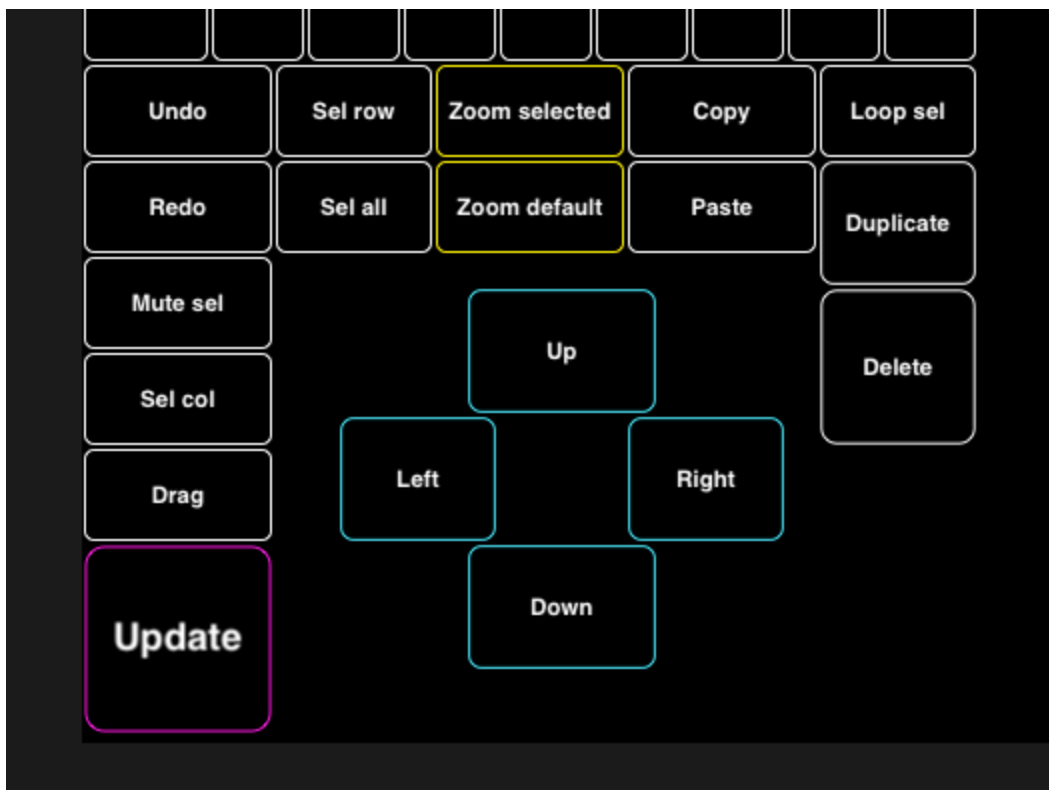 Undo
Sel row
Zoom selected
Copy
Loop sel
Redo
Sel all
Zoom default
Paste
Duplicate
Mute sel
Up
Delete
Sel col
Left
Right
Drag
Down
Update